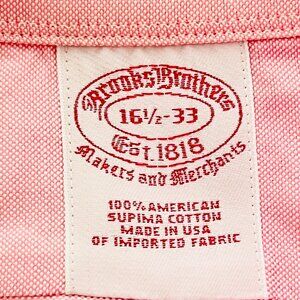 Brooks Brothers
16½-33
Est. 1818
Makers and Merchants
100% AMERICAN
SUPIMA COTTON
MADE IN USA
OF IMPORTED FABRIC